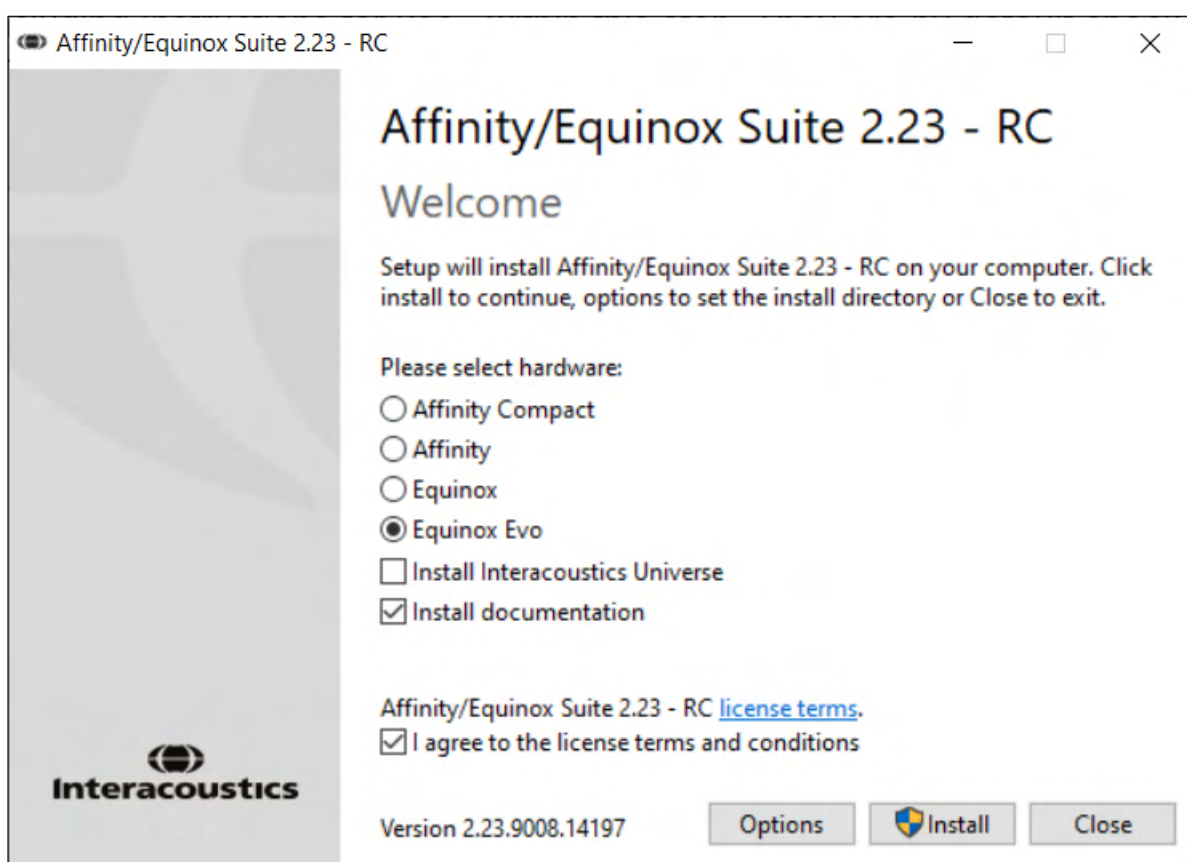 Affinity/Equinox Suite 2.23 - RC
Affinity/Equinox Suite 2.23 - RC
Welcome
Setup will install Affinity/Equinox Suite 2.23 - RC on your computer. Click
install to continue, options to set the install directory or Close to exit.
Please select hardware:
Affinity Compact
Affinity
Equinox
Equinox Evo
Install Interacoustics Universe
Install documentation
Affinity/Equinox Suite 2.23 - RC license terms.
I agree to the license terms and conditions
Interacoustics
Version 2.23.9008.14197
Options
Install
Close